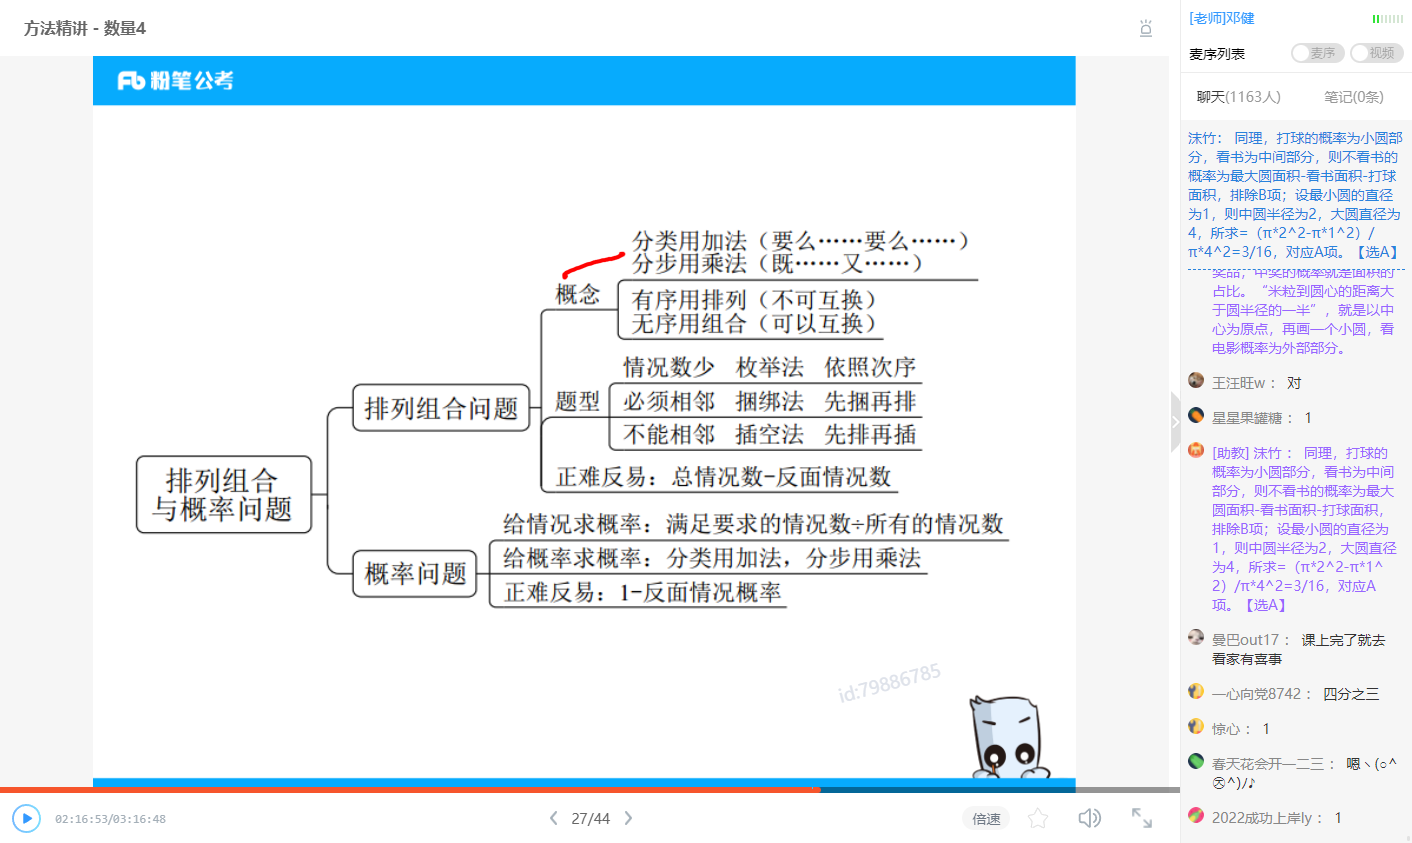 方法精讲 - 数量4
粉笔公考
分类用加法（要么……要么……）
分步用乘法（既……又……）
概念
有序用排列（不可互换）
无序用组合（可以互换）
情况数少 枚举法 依照次序
排列组合问题
题型
必须相邻 捆绑法 先捆再排
不能相邻 插空法 先排再插
正难反易：总情况数-反面情况数
排列组合
与概率问题
给情况求概率：满足要求的情况数÷所有的情况数
概率问题
给概率求概率：分类用加法，分步用乘法
正难反易：1-反面情况概率
id:79886785
02:16:53/03:16:48
27/44
倍速
[老师]邓健
麦序列表
麦序
视频
聊天(1163人)
笔记(0条)
沫竹： 同理，打球的概率为小圆部
分，看书为中间部分，则不看书的
概率为最大圆面积-看书面积-打球
面积，排除B项；设最小圆的直径
为1，则中圆半径为2，大圆直径为
4，所求=（π*2^2-π*1^2）/
π*4^2=3/16，对应A项。【选A】
奖品，中奖的概率就是面积的
占比。“米粒到圆心的距离大
于圆半径的一半”，就是以中
心为原点，再画一个小圆，看
电影概率为外部部分。
王汪旺w： 对
星星果罐糖： 1
[助教] 沫竹： 同理，打球的
概率为小圆部分，看书为中间
部分，则不看书的概率为最大
圆面积-看书面积-打球面积，
排除B项；设最小圆的直径为
1，则中圆半径为2，大圆直径
为4，所求=（π*2^2-π*1^
2）/π*4^2=3/16，对应A
项。【选A】
曼巴out17： 课上完了就去
看家有喜事
一心向党8742： 四分之三
惊心： 1
春天花会开一二三： 嗯ヽ(○^
㉨^)/♪
2022成功上岸ly： 1